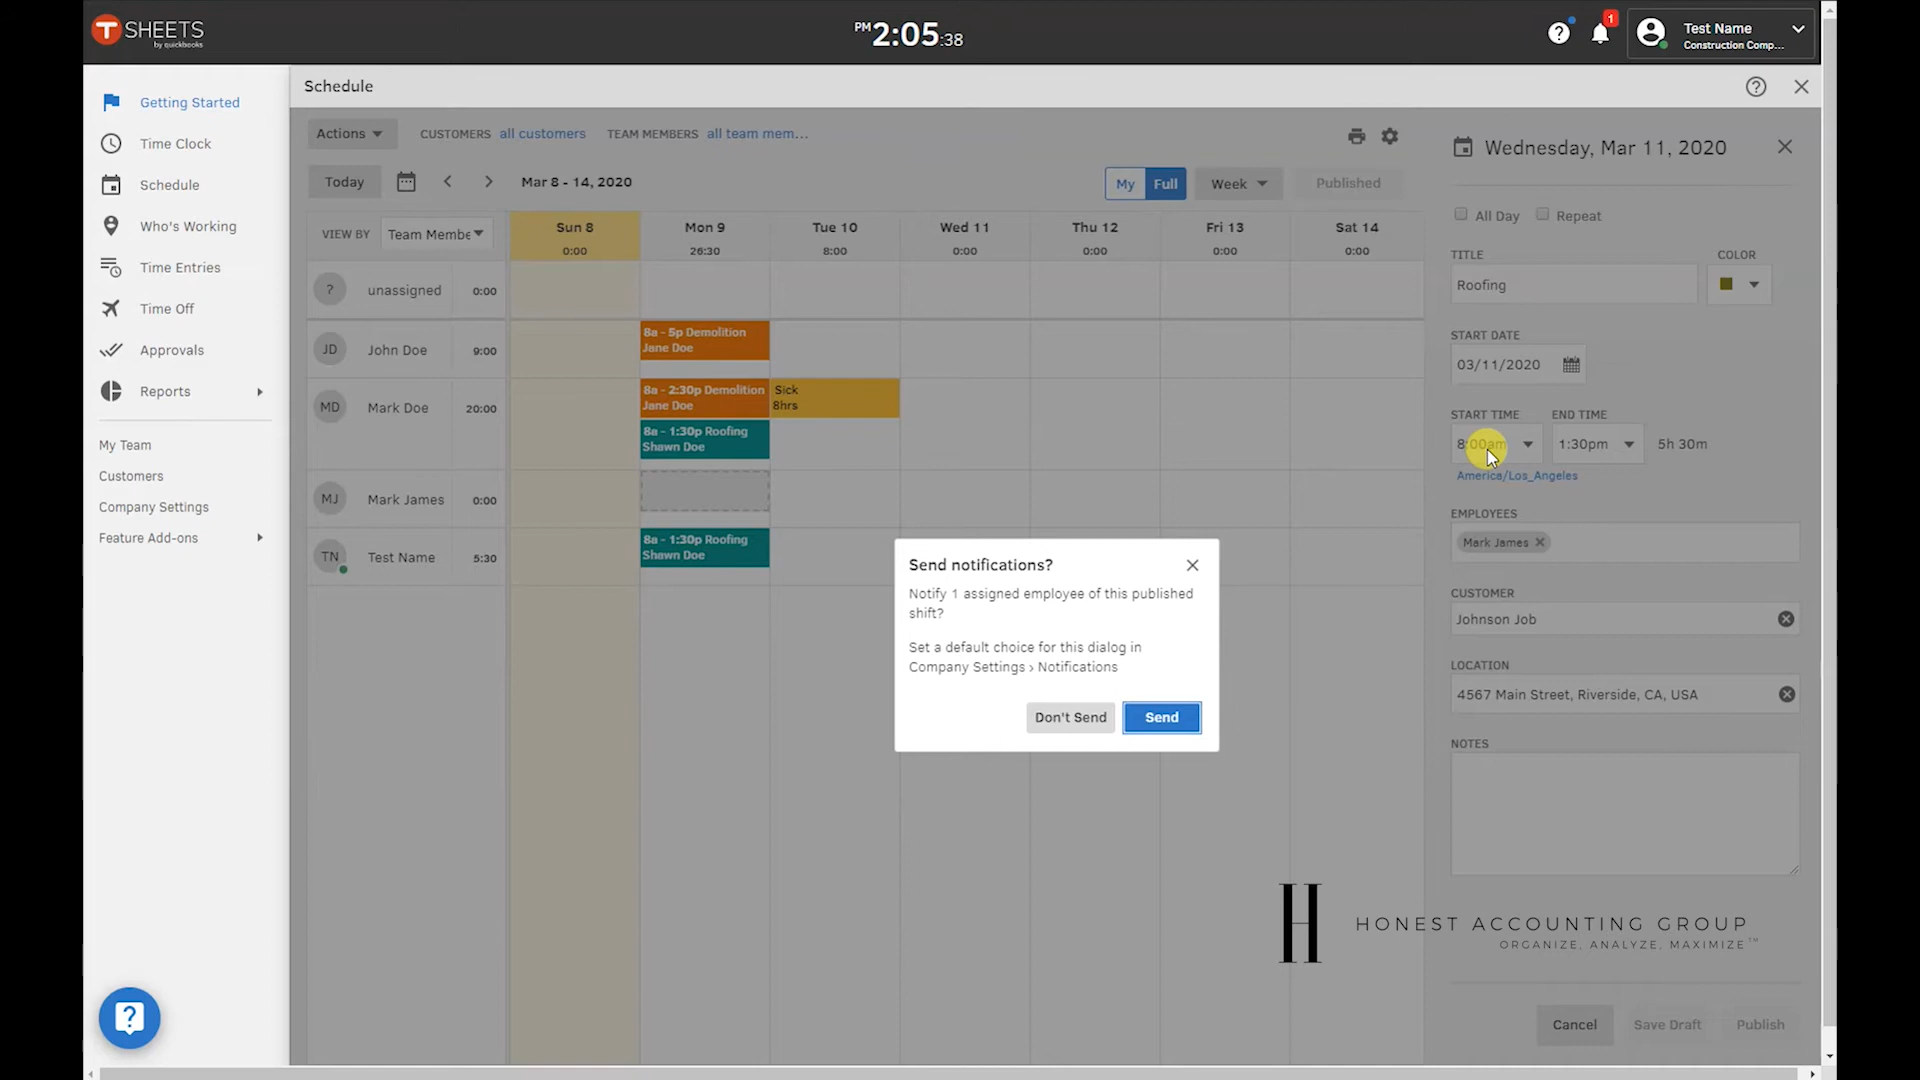 T SHEETS
by quickbooks
PM 2:05:38
1
Test Name
Construction Comp...
Getting Started
Time Clock
Schedule
Who's Working
Time Entries
Time Off
Approvals
Reports
My Team
Customers
Company Settings
Feature Add-ons
Schedule
Actions
CUSTOMERS all customers TEAM MEMBERS all team mem...
Today
Mar 8 - 14, 2020
My Full Week Published
VIEW BY Team Membe
Sun 8 Mon 9 Tue 10 Wed 11 Thu 12 Fri 13 Sat 14
0:00 26:30 8:00 0:00 0:00 0:00 0:00
? unassigned 0:00
JD John Doe 9:00
8a - 5p Demolition
Jane Doe
MD Mark Doe 20:00
8a - 2:30p Demolition
Jane Doe
Sick
8hrs
8a - 1:30p Roofing
Shawn Doe
MJ Mark James 0:00
TN Test Name 5:30
8a - 1:30p Roofing
Shawn Doe
Send notifications?
Notify 1 assigned employee of this published
shift?
Set a default choice for this dialog in
Company Settings › Notifications
Don't Send Send
Wednesday, Mar 11, 2020
All Day Repeat
TITLE COLOR
Roofing
START DATE
03/11/2020
START TIME END TIME
8:00am 1:30pm 5h 30m
America/Los_Angeles
EMPLOYEES
Mark James
CUSTOMER
Johnson Job
LOCATION
4567 Main Street, Riverside, CA, USA
NOTES
H HONEST ACCOUNTING GROUP
ORGANIZE, ANALYZE, MAXIMIZE™
Cancel Save Draft Publish